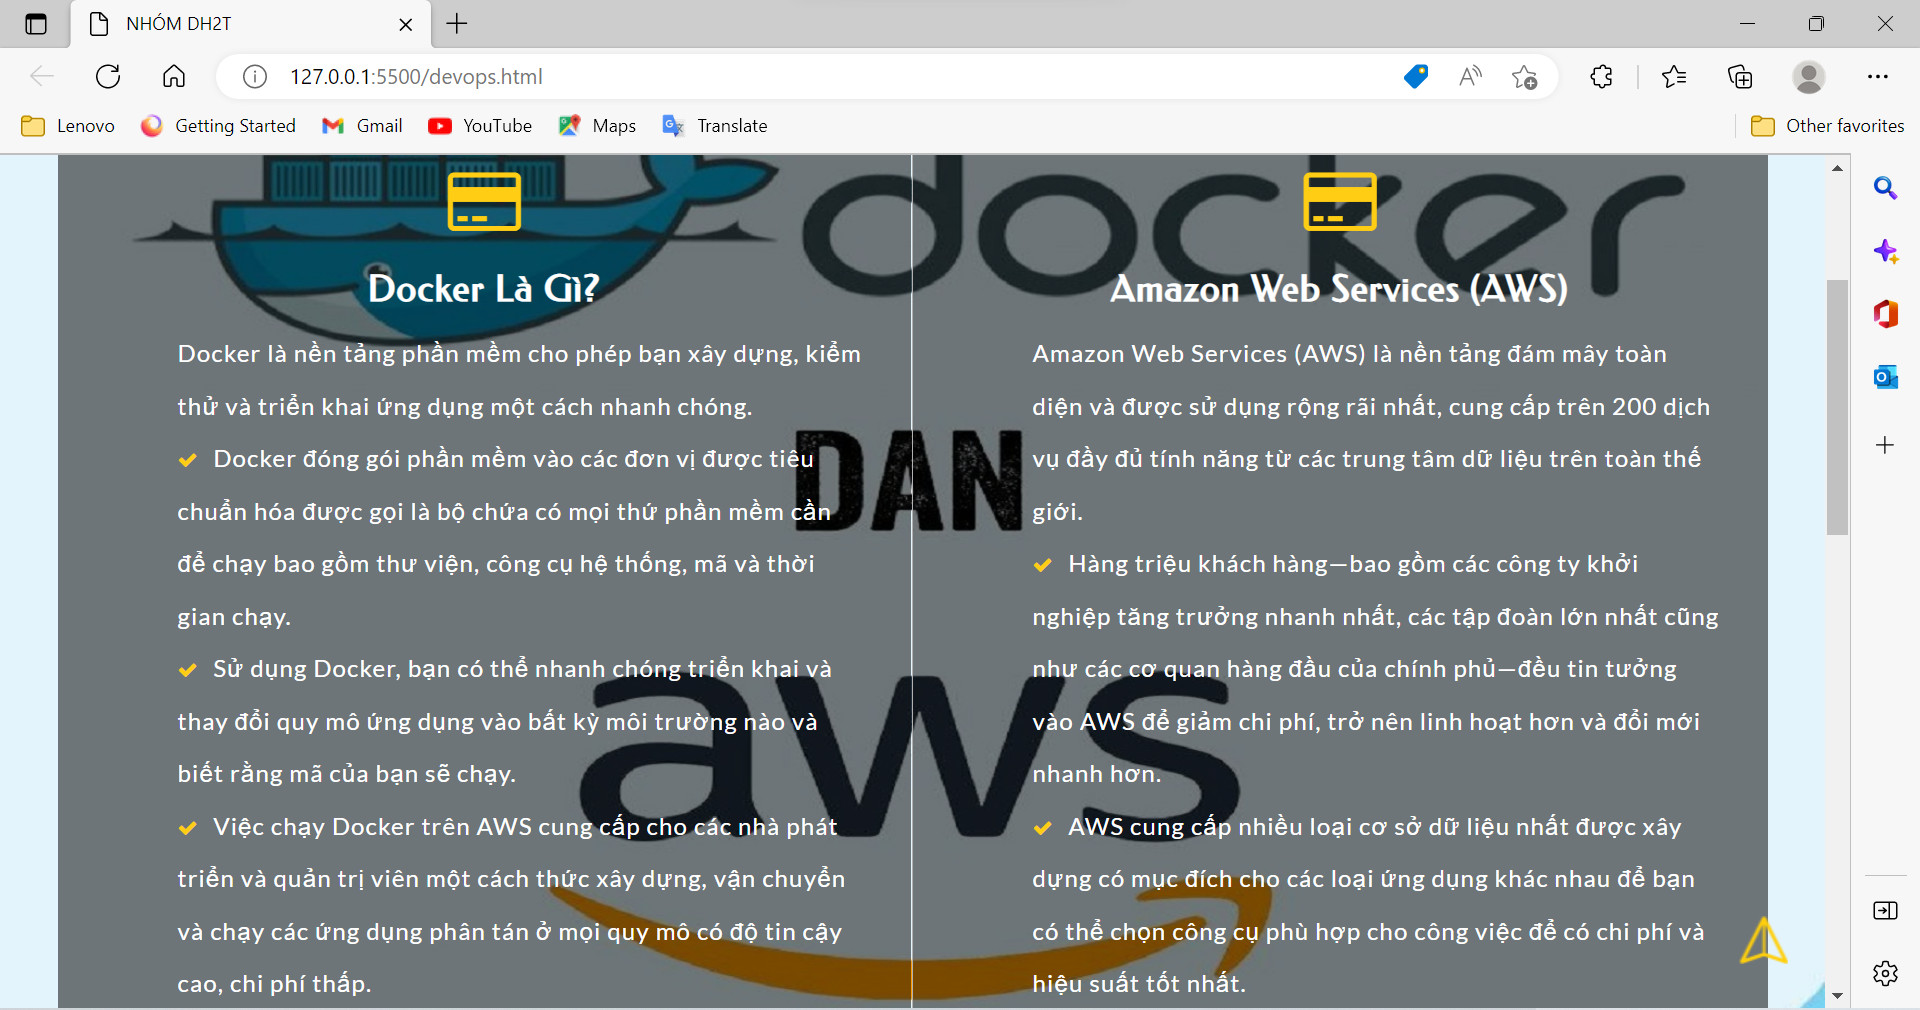 NHÓM DH2T
127.0.0.1:5500/devops.html
Lenovo
Getting Started
Gmail
YouTube
Maps
Translate
Other favorites
docker
Docker Là Gì?
Docker là nền tảng phần mềm cho phép bạn xây dựng, kiểm
thử và triển khai ứng dụng một cách nhanh chóng.
Docker đóng gói phần mềm vào các đơn vị được tiêu
chuẩn hóa được gọi là bộ chứa có mọi thứ phần mềm cần
để chạy bao gồm thư viện, công cụ hệ thống, mã và thời
gian chạy.
Sử dụng Docker, bạn có thể nhanh chóng triển khai và
thay đổi quy mô ứng dụng vào bất kỳ môi trường nào và
biết rằng mã của bạn sẽ chạy.
Việc chạy Docker trên AWS cung cấp cho các nhà phát
triển và quản trị viên một cách thức xây dựng, vận chuyển
và chạy các ứng dụng phân tán ở mọi quy mô có độ tin cậy
cao, chi phí thấp.
DAN
aws
Amazon Web Services (AWS)
Amazon Web Services (AWS) là nền tảng đám mây toàn
diện và được sử dụng rộng rãi nhất, cung cấp trên 200 dịch
vụ đầy đủ tính năng từ các trung tâm dữ liệu trên toàn thế
giới.
Hàng triệu khách hàng—bao gồm các công ty khởi
nghiệp tăng trưởng nhanh nhất, các tập đoàn lớn nhất cũng
như các cơ quan hàng đầu của chính phủ—đều tin tưởng
vào AWS để giảm chi phí, trở nên linh hoạt hơn và đổi mới
nhanh hơn.
AWS cung cấp nhiều loại cơ sở dữ liệu nhất được xây
dựng có mục đích cho các loại ứng dụng khác nhau để bạn
có thể chọn công cụ phù hợp cho công việc để có chi phí và
hiệu suất tốt nhất.